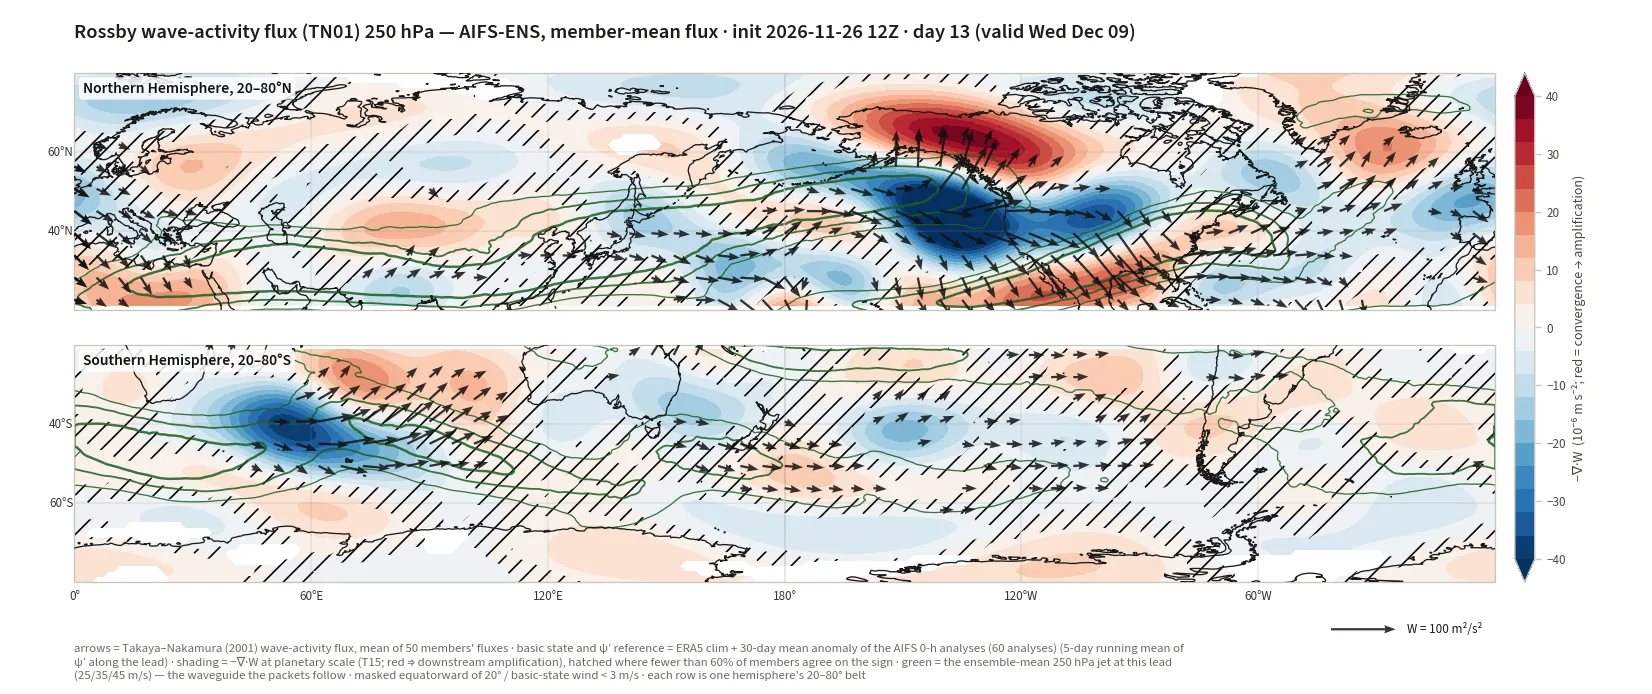 Rossby wave-activity flux (TN01) 250 hPa — AIFS-ENS, member-mean flux · init 2026-11-26 12Z · day 13 (valid Wed Dec 09)
Northern Hemisphere, 20–80°N
60°N
40°N
Southern Hemisphere, 20–80°S
40°S
60°S
0°
60°E
120°E
180°
120°W
60°W
40
30
20
10
0
−10
−20
−30
−40
−∇·W (10⁻⁶ m s⁻²; red = convergence → amplification)
W = 100 m²/s²
arrows = Takaya–Nakamura (2001) wave-activity flux, mean of 50 members' fluxes · basic state and ψ' reference = ERA5 clim + 30-day mean anomaly of the AIFS 0-h analyses (60 analyses) (5-day running mean of
ψ' along the lead) · shading = −∇·W at planetary scale (T15; red ⇒ downstream amplification), hatched where fewer than 60% of members agree on the sign · green = the ensemble-mean 250 hPa jet at this lead
(25/35/45 m/s) — the waveguide the packets follow · masked equatorward of 20° / basic-state wind < 3 m/s · each row is one hemisphere's 20–80° belt